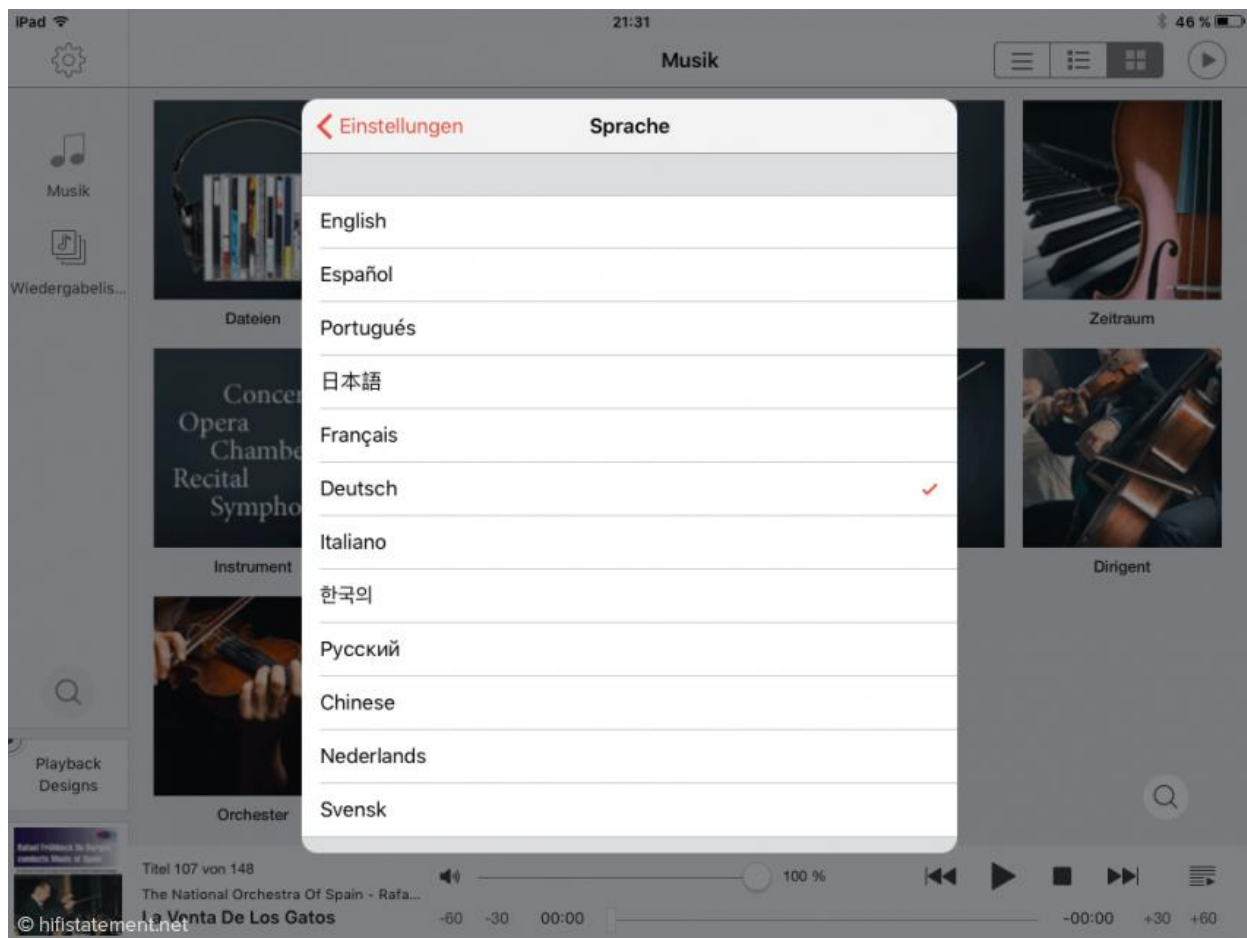 iPad
21:31
46 %
Musik
Musik
Wiedergabelis...
Playback
Designs
Einstellungen
Sprache
English
Español
Portugués
日本語
Français
Deutsch
Italiano
한국의
Русский
Chinese
Nederlands
Svensk
Dateien
Zeitraum
Concer
Opera
Chambe
Recital
Sympho
Instrument
Dirigent
Orchester
Titel 107 von 148
The National Orchestra Of Spain - Rafa...
La Venta De Los Gatos
100 %
-60 -30 00:00
-00:00 +30 +60
© hifistatement.net